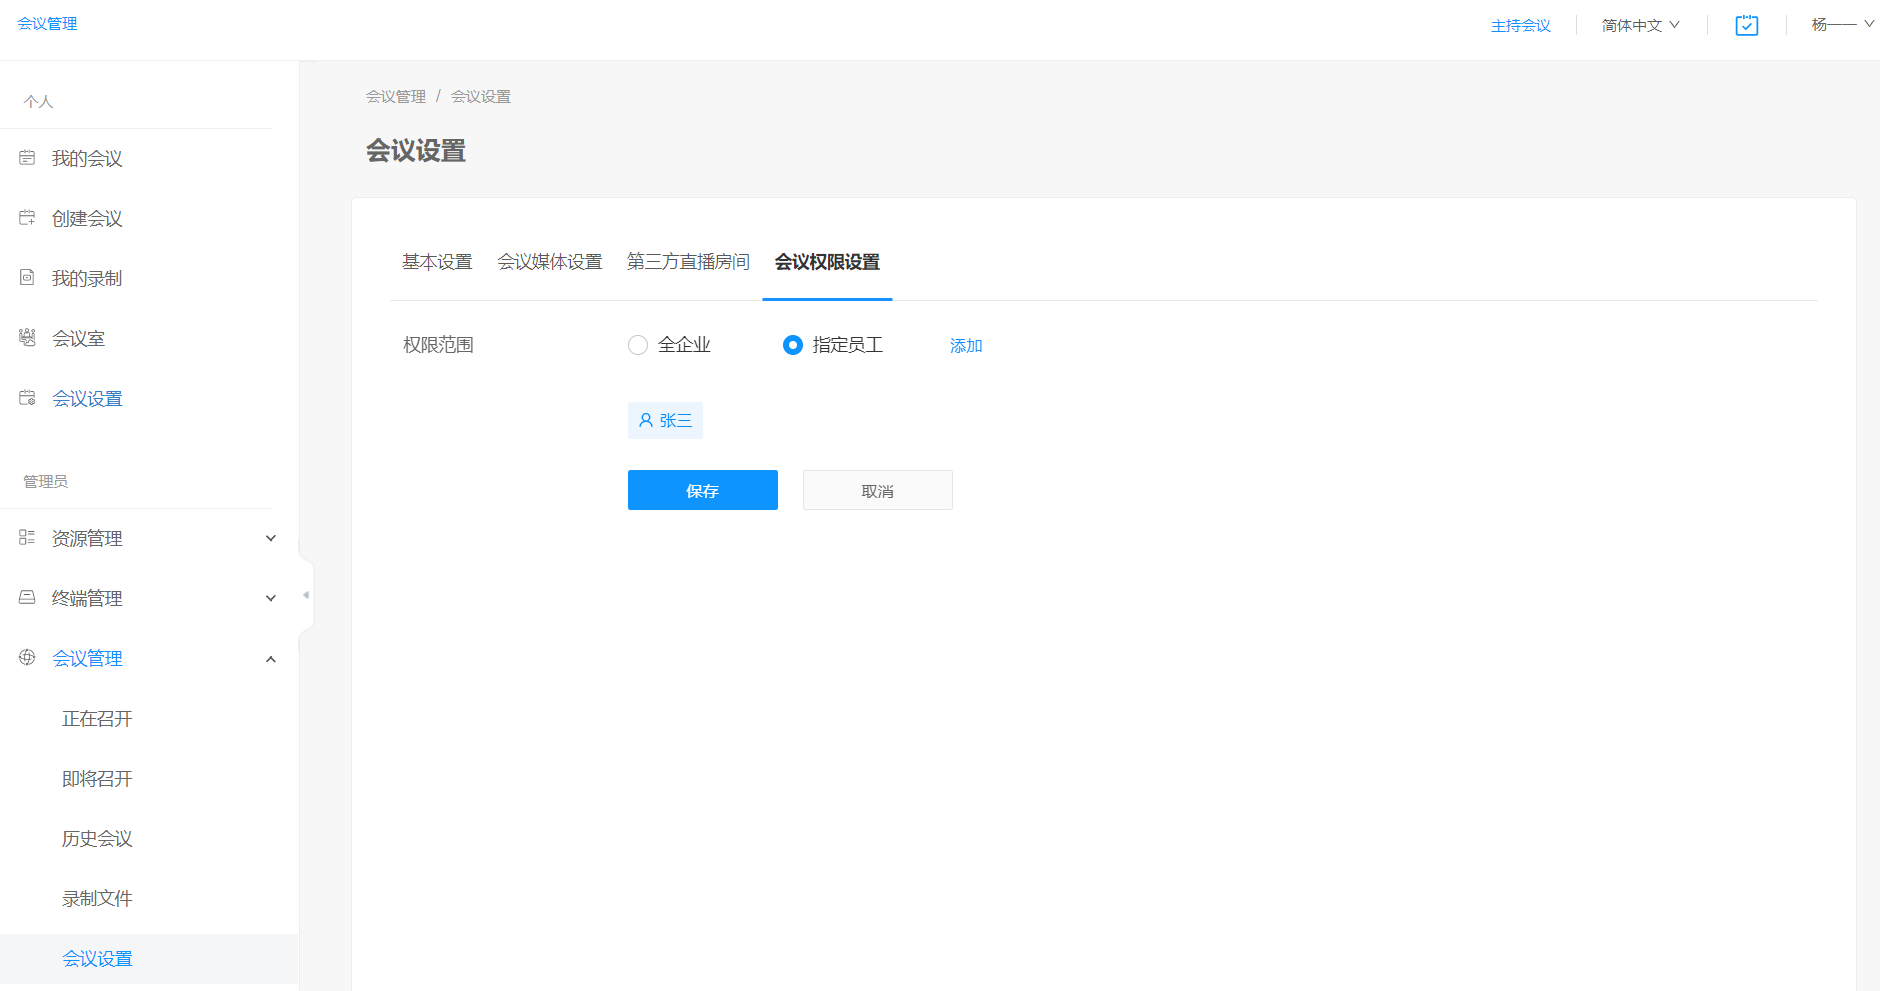 会议管理
主持会议
简体中文
杨一一
个人
我的会议
创建会议
我的录制
会议室
会议设置
管理员
资源管理
终端管理
会议管理
正在召开
即将召开
历史会议
录制文件
会议设置
会议管理 / 会议设置
会议设置
基本设置 会议媒体设置 第三方直播房间 会议权限设置
权限范围 全企业 指定员工 添加
张三
保存 取消